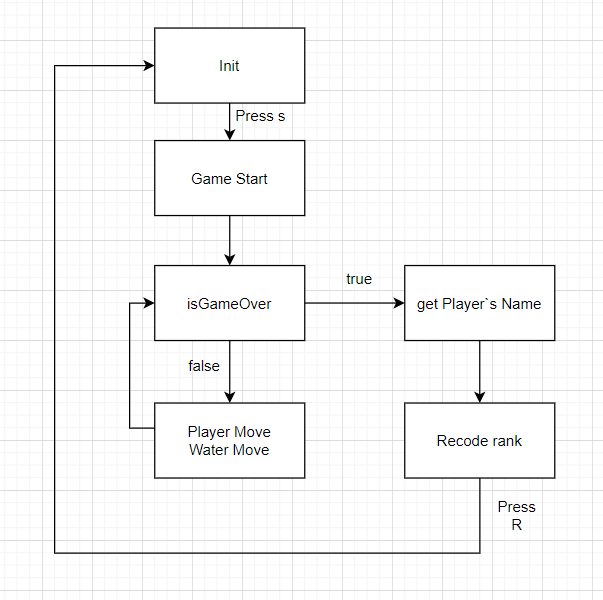 Init
Press s
Game Start
isGameOver
true
get Player`s Name
false
Player Move
Water Move
Recode rank
Press
R